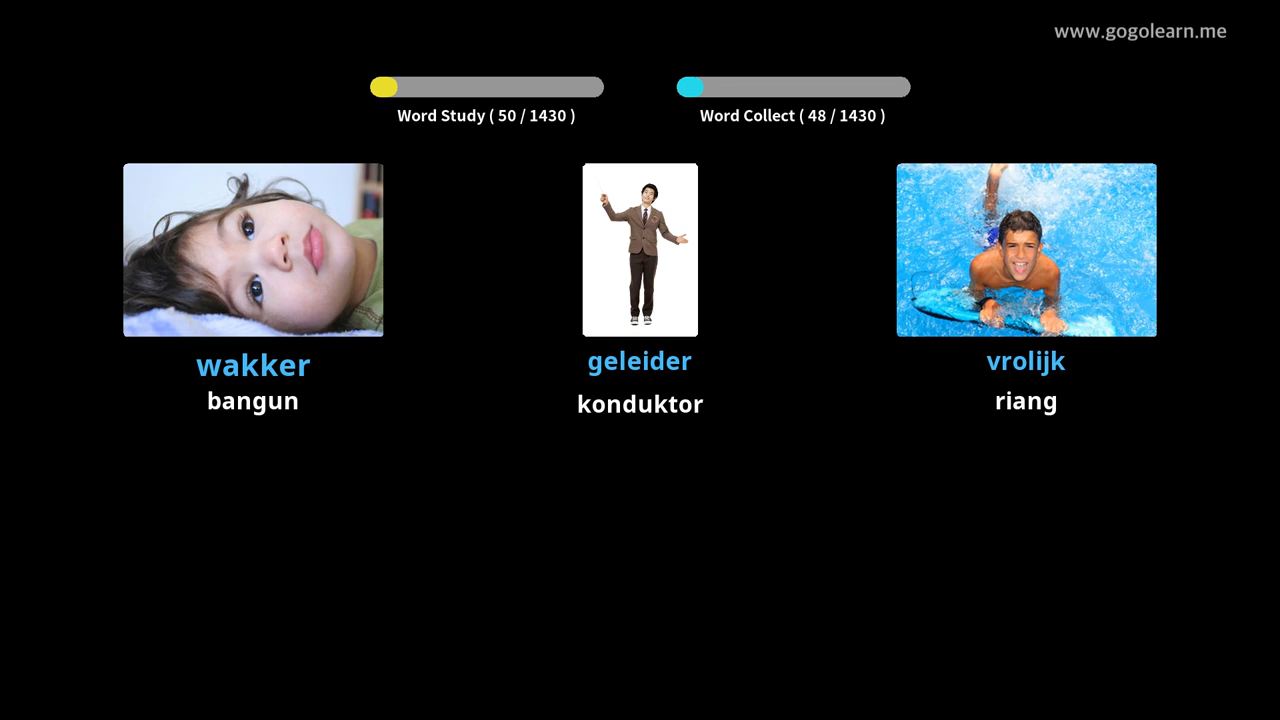 www.gogolearn.me
Word Study ( 50 / 1430 )
Word Collect ( 48 / 1430 )
wakker
bangun
geleider
konduktor
vrolijk
riang